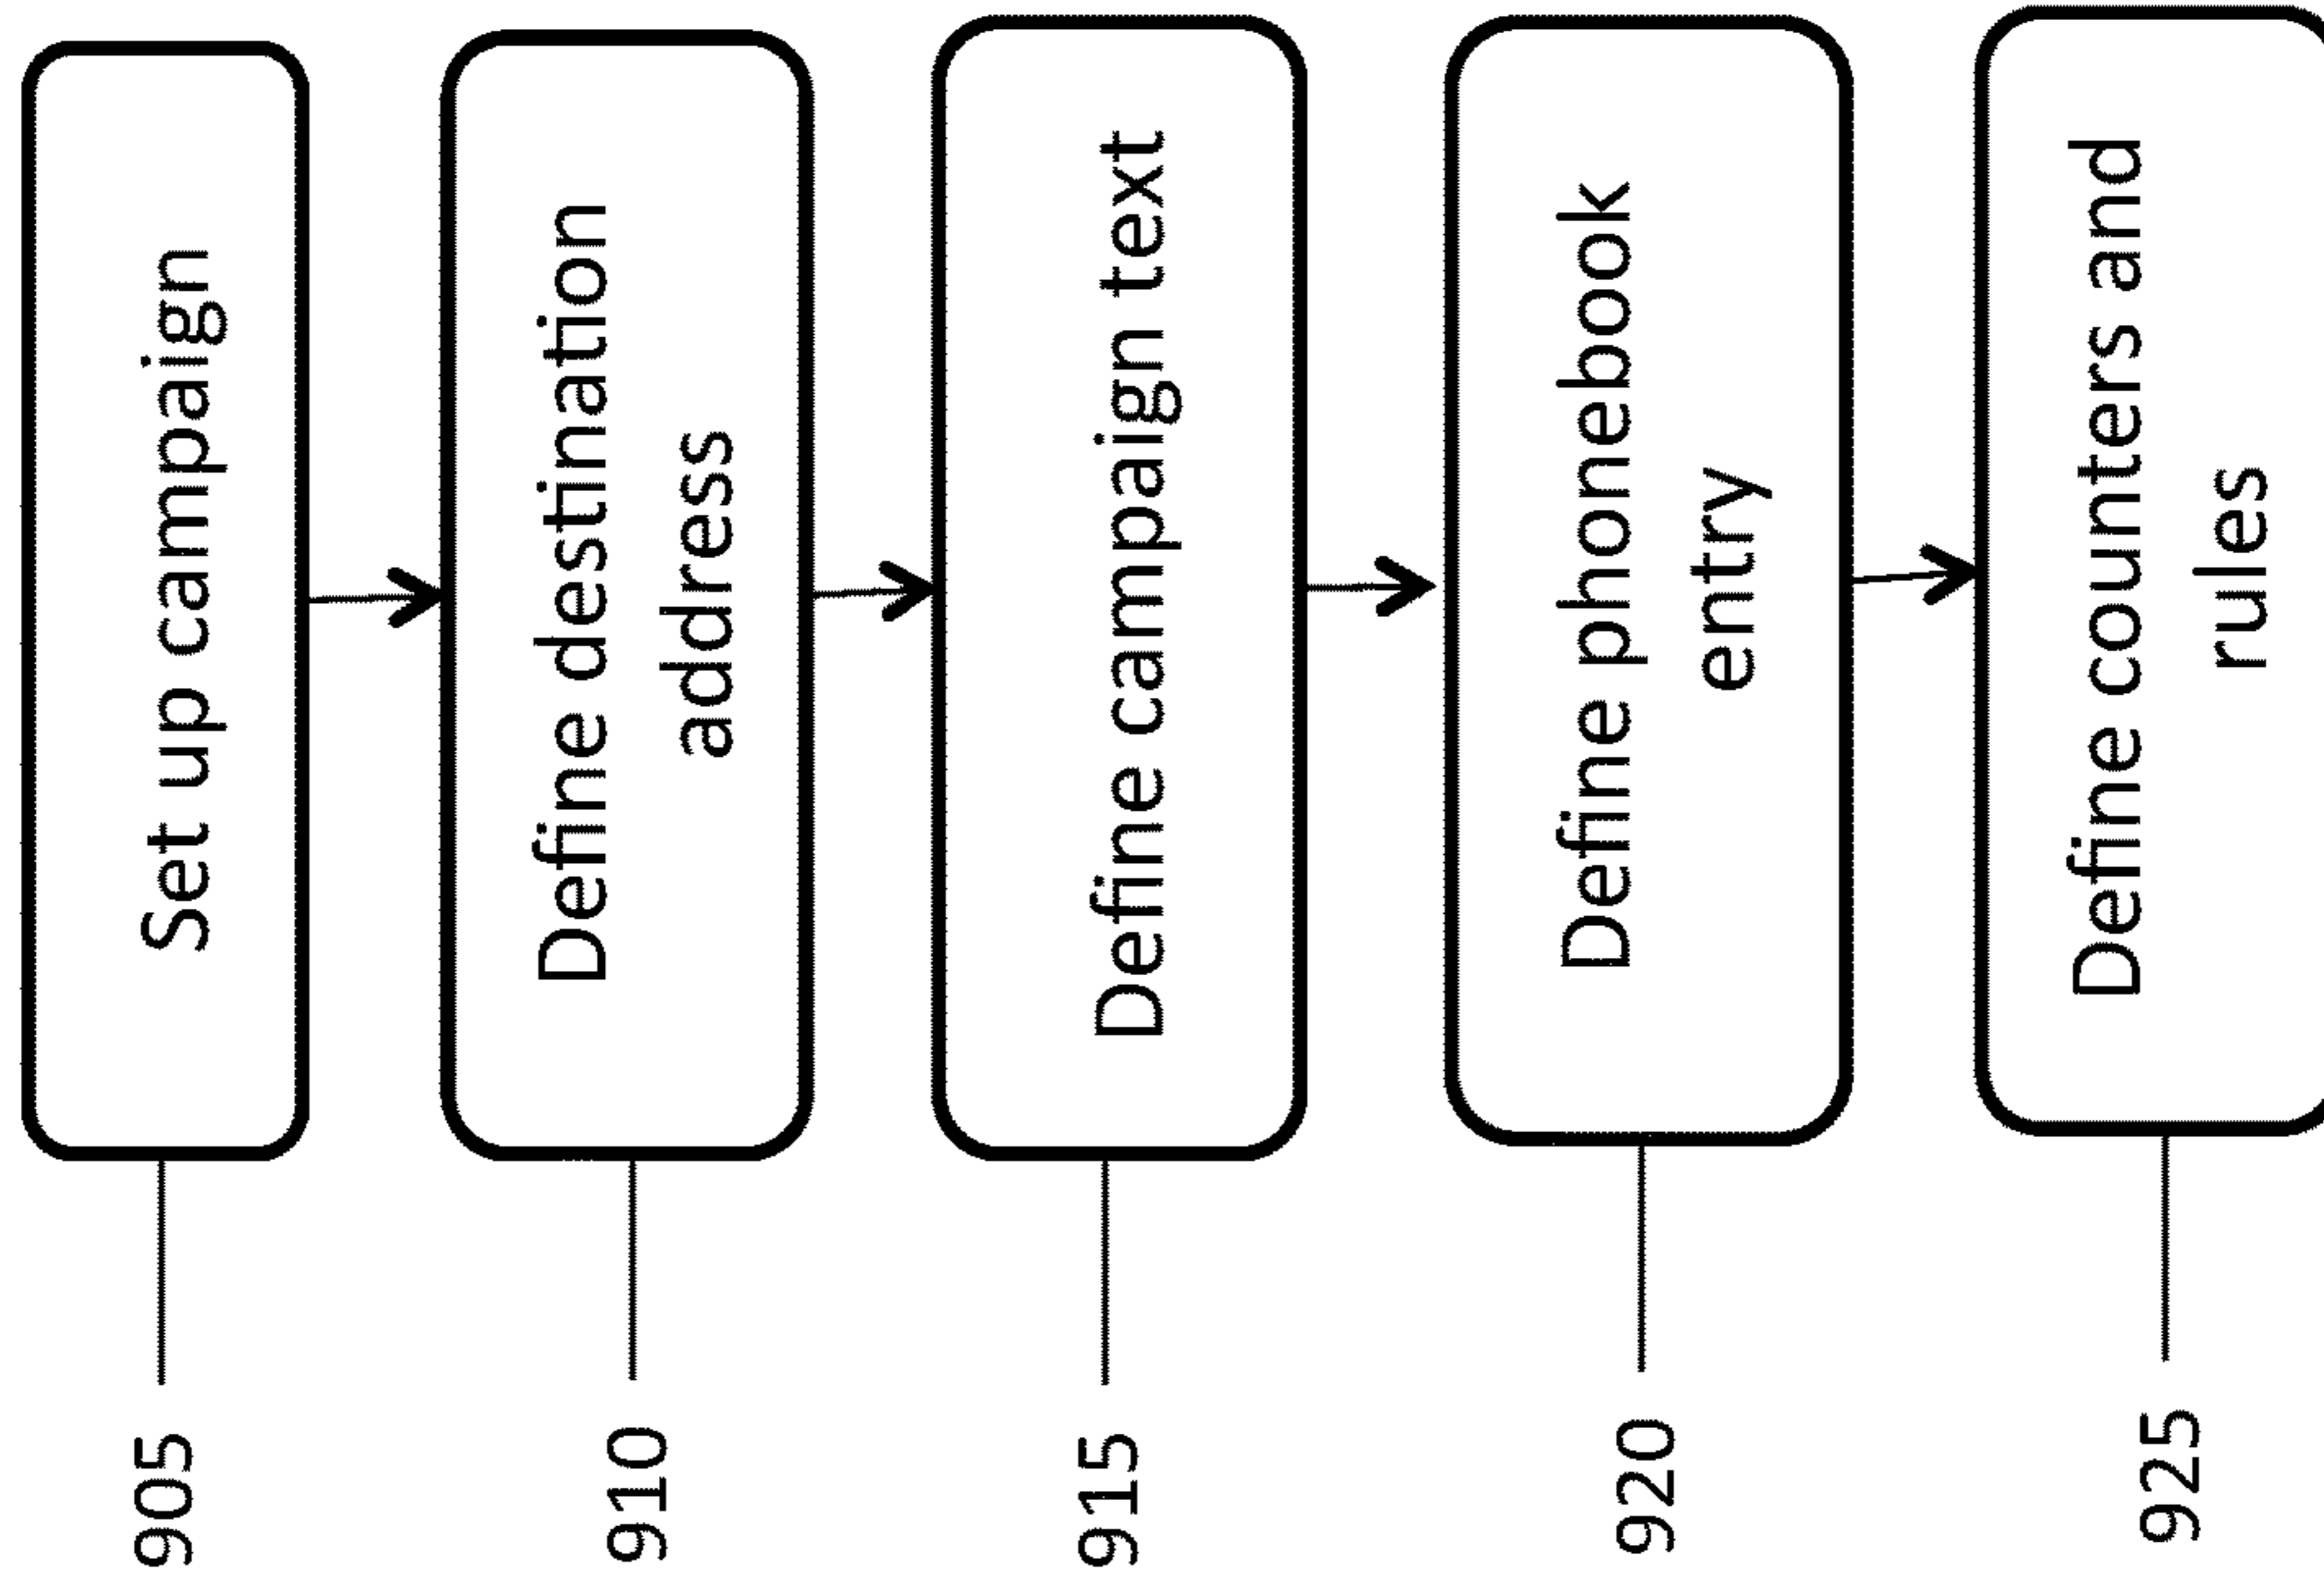 905
Set up campaign
910
Define destination
address
915
Define campaign text
920
Define phonebook
entry
925
Define counters and
rules